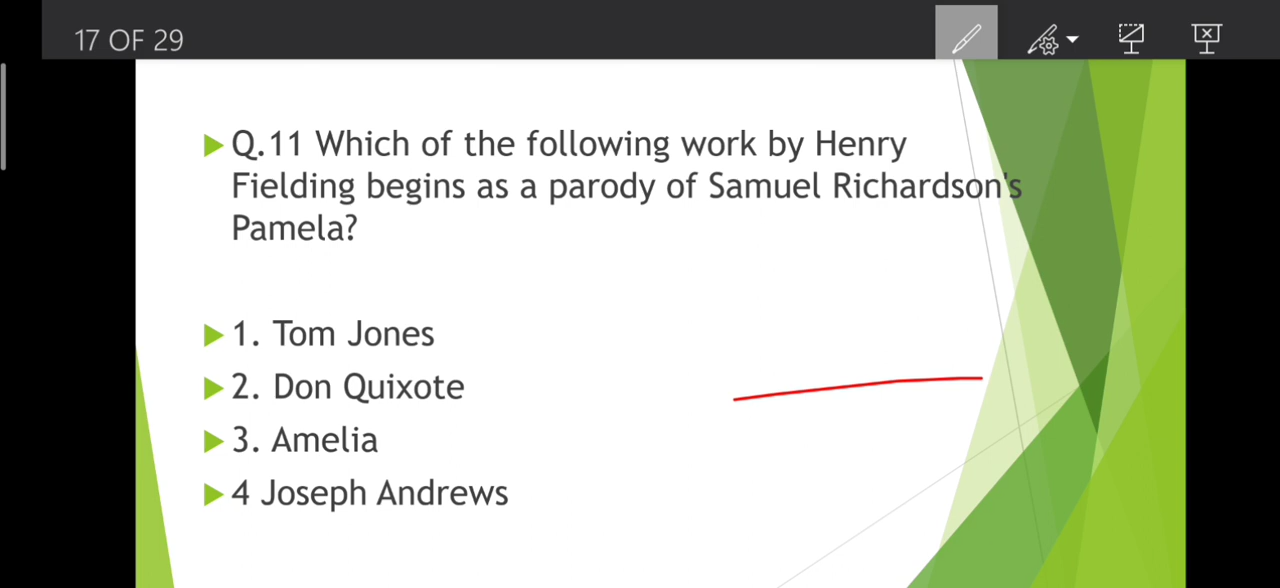 17 OF 29
Q.11 Which of the following work by Henry
Fielding begins as a parody of Samuel Richardson's
Pamela?
1. Tom Jones
2. Don Quixote
3. Amelia
4 Joseph Andrews